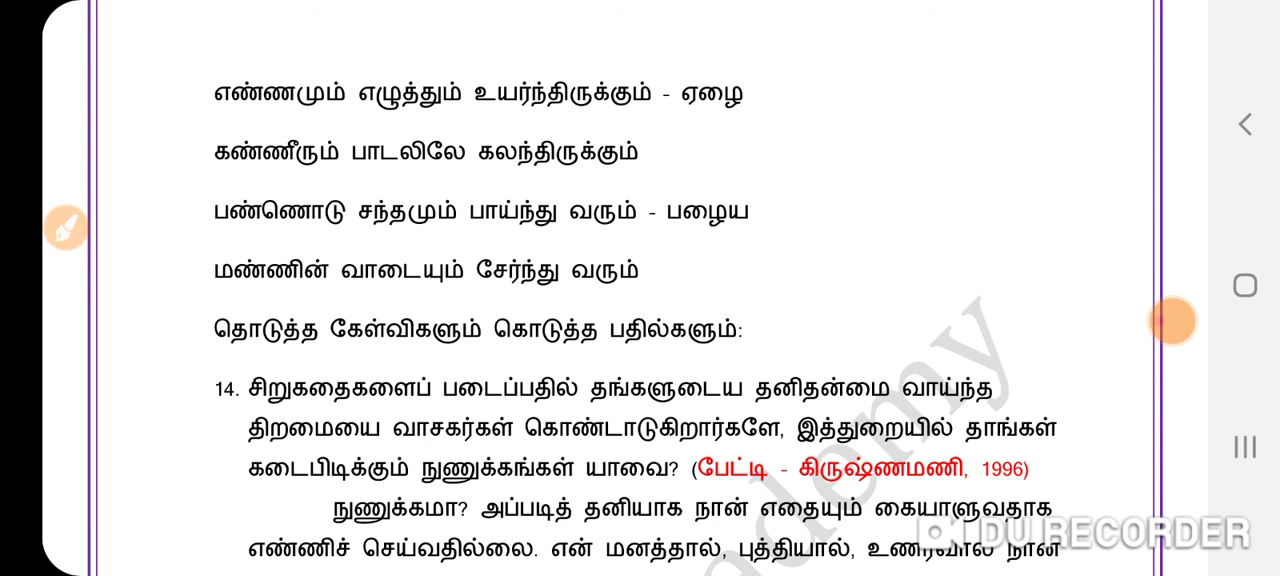 எண்ணமும் எழுத்தும் உயர்ந்திருக்கும் - ஏழை
கண்ணீரும் பாடலிலே கலந்திருக்கும்
பண்ணொடு சந்தமும் பாய்ந்து வரும் - பழைய
மண்ணின் வாடையும் சேர்ந்து வரும்
தொடுத்த கேள்விகளும் கொடுத்த பதில்களும்:
14. சிறுகதைகளைப் படைப்பதில் தங்களுடைய தனிதன்மை வாய்ந்த
திறமையை வாசகர்கள் கொண்டாடுகிறார்களே, இத்துறையில் தாங்கள்
கடைபிடிக்கும் நுணுக்கங்கள் யாவை? (பேட்டி - கிருஷ்ணமணி, 1996)
நுணுக்கமா? அப்படித் தனியாக நான் எதையும் கையாளுவதாக
எண்ணிச் செய்வதில்லை. என் மனத்தால், புத்தியால், உணர்வால் நான்
ademy
DU RECORDER